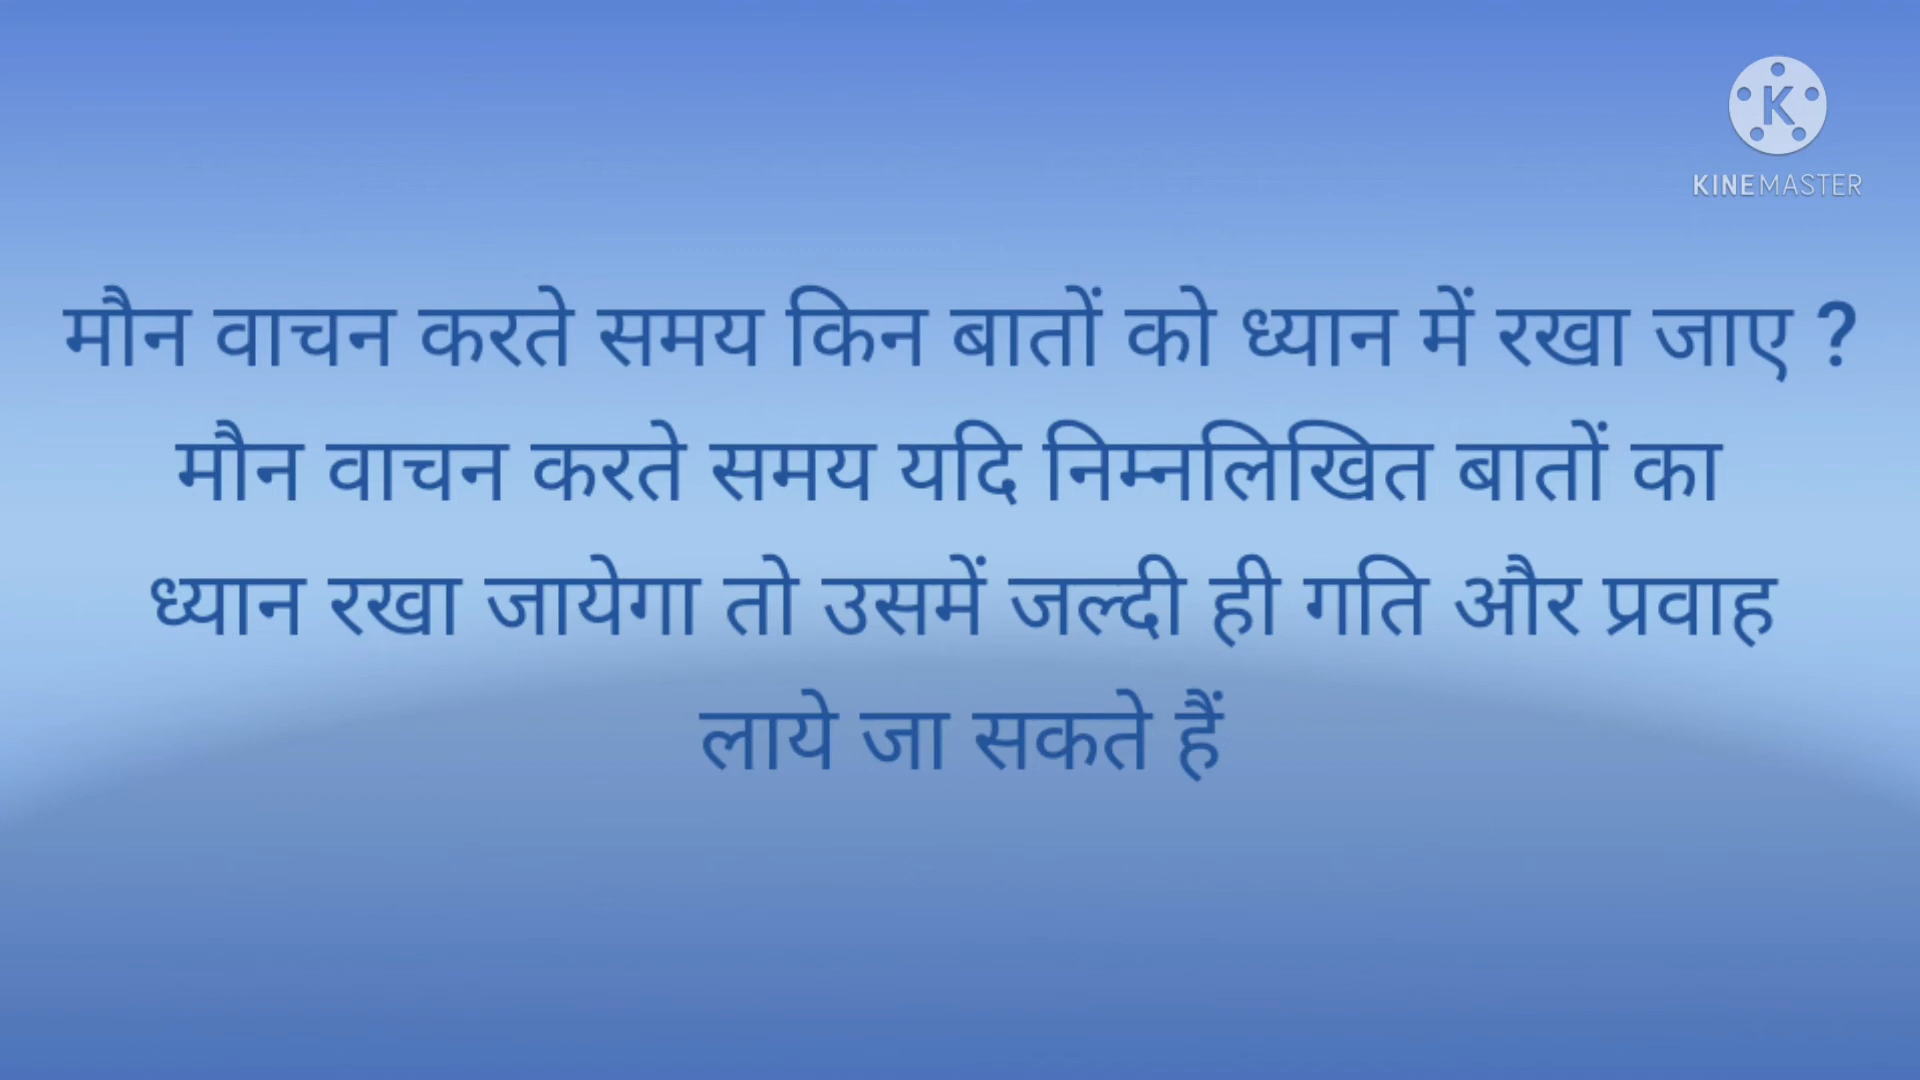 K
KINEMASTER
मौन वाचन करते समय किन बातों को ध्यान में रखा जाए ?
मौन वाचन करते समय यदि निम्नलिखित बातों का
ध्यान रखा जायेगा तो उसमें जल्दी ही गति और प्रवाह
लाये जा सकते हैं